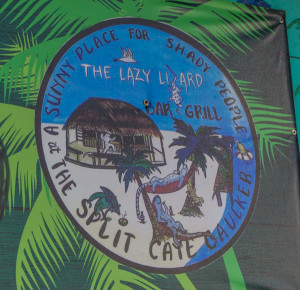 A SUNNY PLACE FOR SHADY PEOPLE
THE LAZY LIZARD
BAR & GRILL
at THE SPLIT CAYE CAULKER